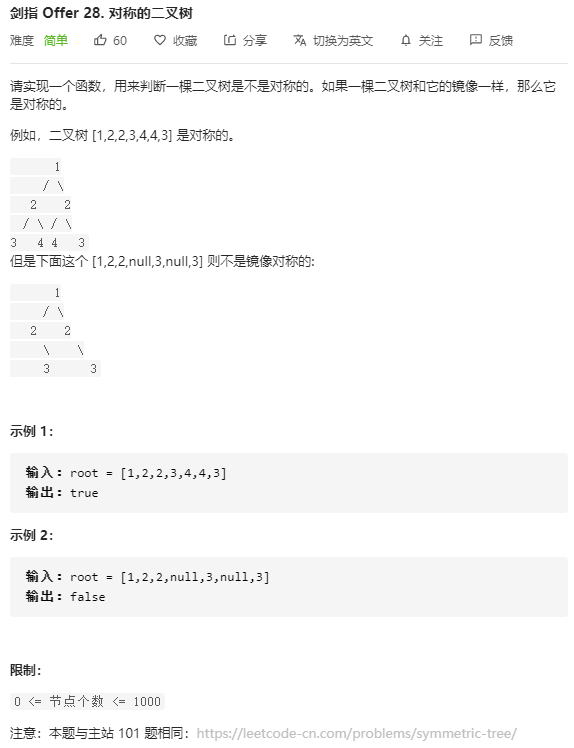 剑指 Offer 28. 对称的二叉树
难度 简单 60 收藏 分享 切换为英文 关注 反馈
请实现一个函数，用来判断一棵二叉树是不是对称的。如果一棵二叉树和它的镜像一样，那么它
是对称的。
例如，二叉树 [1,2,2,3,4,4,3] 是对称的。
1
/ \
2 2
/ \ / \
3 4 4 3
但是下面这个 [1,2,2,null,3,null,3] 则不是镜像对称的:
1
/ \
2 2
\ \
3 3
示例 1：
输入：root = [1,2,2,3,4,4,3]
输出：true
示例 2：
输入：root = [1,2,2,null,3,null,3]
输出：false
限制：
0 <= 节点个数 <= 1000
注意：本题与主站 101 题相同：https://leetcode-cn.com/problems/symmetric-tree/